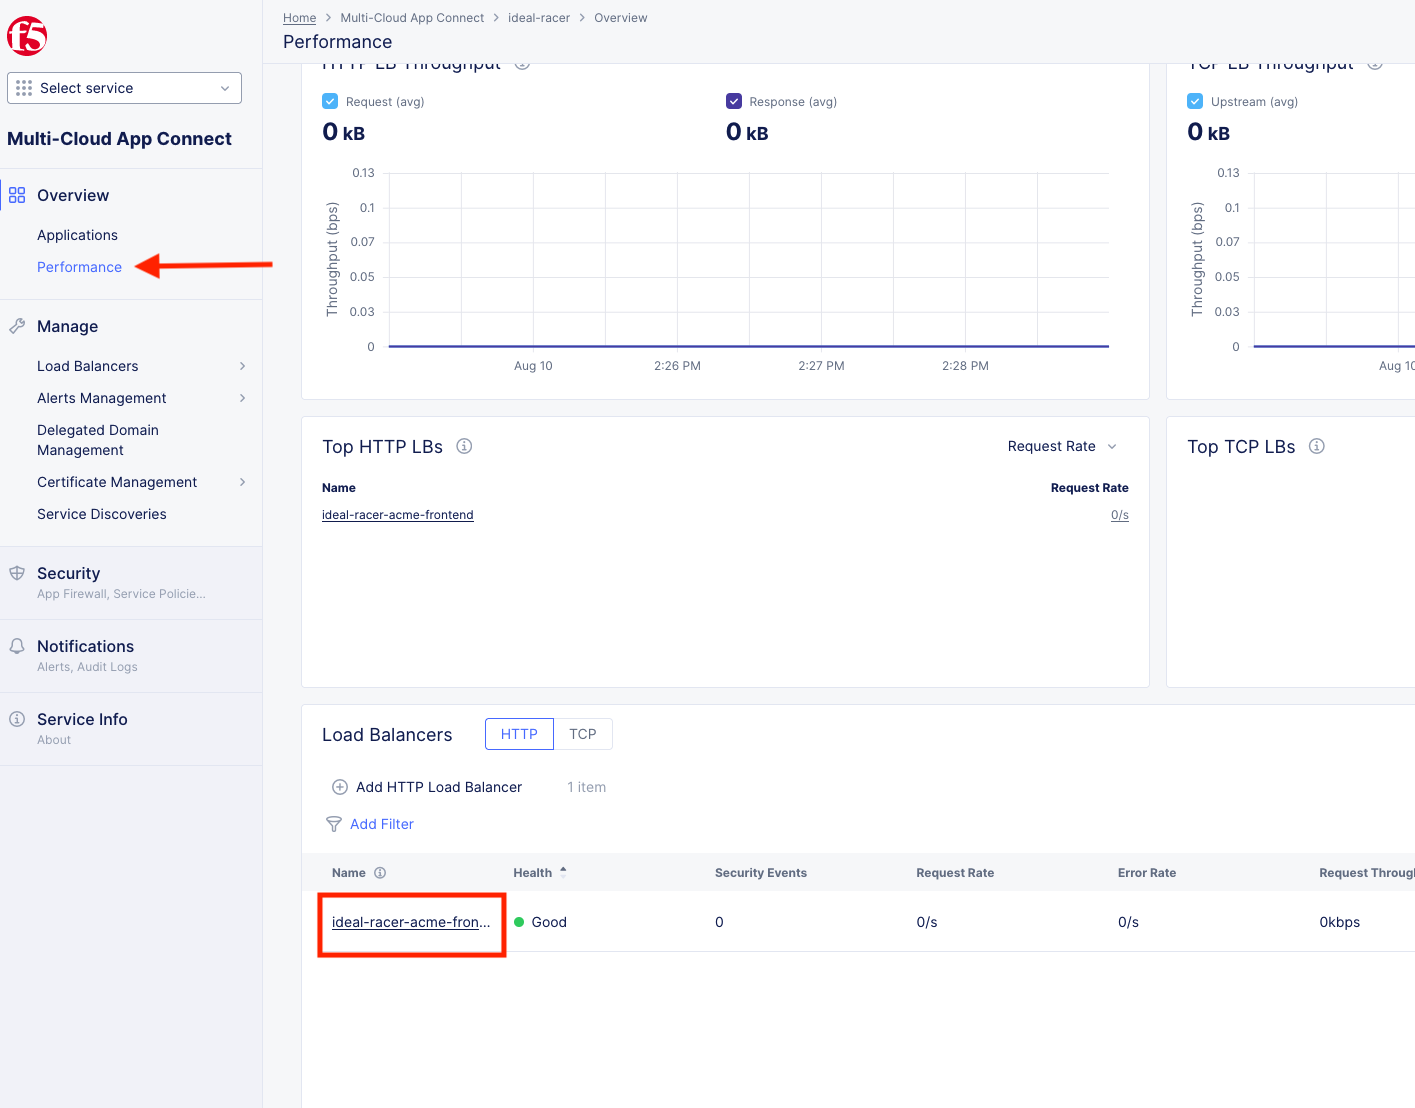 f5
Select service
Multi-Cloud App Connect
Overview
Applications
Performance
Manage
Load Balancers
Alerts Management
Delegated Domain
Management
Certificate Management
Service Discoveries
Security
App Firewall, Service Policie...
Notifications
Alerts, Audit Logs
Service Info
About
Home > Multi-Cloud App Connect > ideal-racer > Overview
Performance
HTTP LB Throughput
Request (avg)
0 kB
Response (avg)
0 kB
Throughput (bps)
0.13
0.1
0.07
0.05
0.03
0
Aug 10 2:26 PM 2:27 PM 2:28 PM
TCP LB Throughput
Upstream (avg)
0 kB
Throughput (bps)
0.13
0.1
0.07
0.05
0.03
0
Aug 10
Top HTTP LBs
Request Rate
Name Request Rate
ideal-racer-acme-frontend 0/s
Top TCP LBs
Load Balancers HTTP TCP
Add HTTP Load Balancer 1 item
Add Filter
Name Health Security Events Request Rate Error Rate Request Throug
ideal-racer-acme-fron... Good 0 0/s 0/s 0kbps